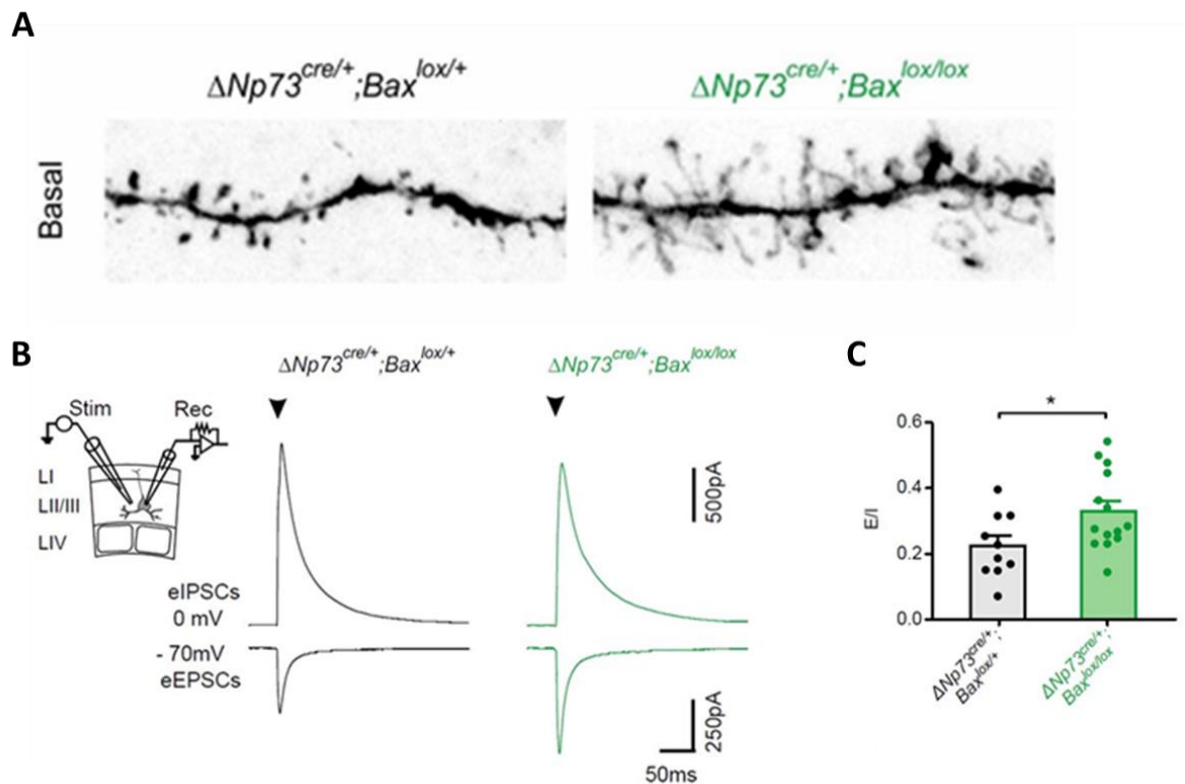 A
ΔNp73cre/+;Baxlox/+
ΔNp73cre/+;Baxlox/lox
Basal
B
ΔNp73cre/+;Baxlox/+
ΔNp73cre/+;Baxlox/lox
Stim
Rec
LI
LII/III
LIV
eIPSCs
0 mV
- 70mV
eEPSCs
500pA
250pA
50ms
C
*
0.6
0.4
0.2
0.0
E/I
ΔNp73cre/+;
Baxlox/+
ΔNp73cre/+;
Baxlox/lox